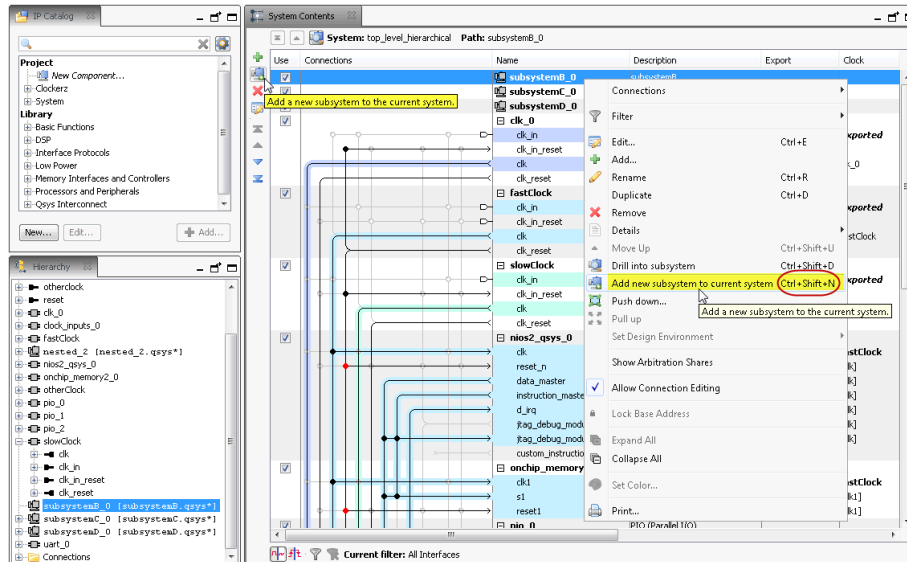 IP Catalog
Project
New Component...
Clockerz
System
Library
Basic Functions
DSP
Interface Protocols
Low Power
Memory Interfaces and Controllers
Processors and Peripherals
Qsys Interconnect
New... Edit... Add...
Hierarchy
otherclock
reset
clk_0
clock_inputs_0
fastClock
nested_2 [nested_2.qsys*]
nios2_qsys_0
onchip_memory2_0
otherClock
pio_0
pio_1
pio_2
slowClock
clk
clk_in
clk_in_reset
clk_reset
subsystemB_0 [subsystemB.qsys*]
subsystemC_0 [subsystemC.qsys*]
subsystemD_0 [subsystemD.qsys*]
uart_0
Connections
System Contents
System: top_level_hierarchical Path: subsystemB_0
Use Connections Name Description Export Clock
subsystemB_0 subsystemB
subsystemC_0
Add a new subsystem to the current system.
subsystemD_0
clk_0
clk_in
clk_in_reset
clk
clk_reset
fastClock
clk_in
clk_in_reset
clk
clk_reset
slowClock
clk_in
clk_in_reset
clk
clk_reset
nios2_qsys_0
clk
reset_n
data_master
instruction_maste
d_irq
jtag_debug_modu
jtag_debug_modu
custom_instructio
onchip_memory
clk1
s1
reset1
pio_0 PIO (Parallel I/O)
Connections
Filter
Edit... Ctrl+E
Add...
Rename Ctrl+R
Duplicate Ctrl+D
Remove
Details
Move Up Ctrl+Shift+U
Drill into subsystem Ctrl+Shift+D
Add new subsystem to current system Ctrl+Shift+N
Push down...
Add a new subsystem to the current system.
Pull up
Set Design Environment
Show Arbitration Shares
Allow Connection Editing
Lock Base Address
Expand All
Collapse All
Set Color...
Print...
xported
k_0
xported
stClock
xported
astClock
lk]
lk]
lk]
lk]
lk]
astClock
lk1]
lk1]
Current filter: All Interfaces